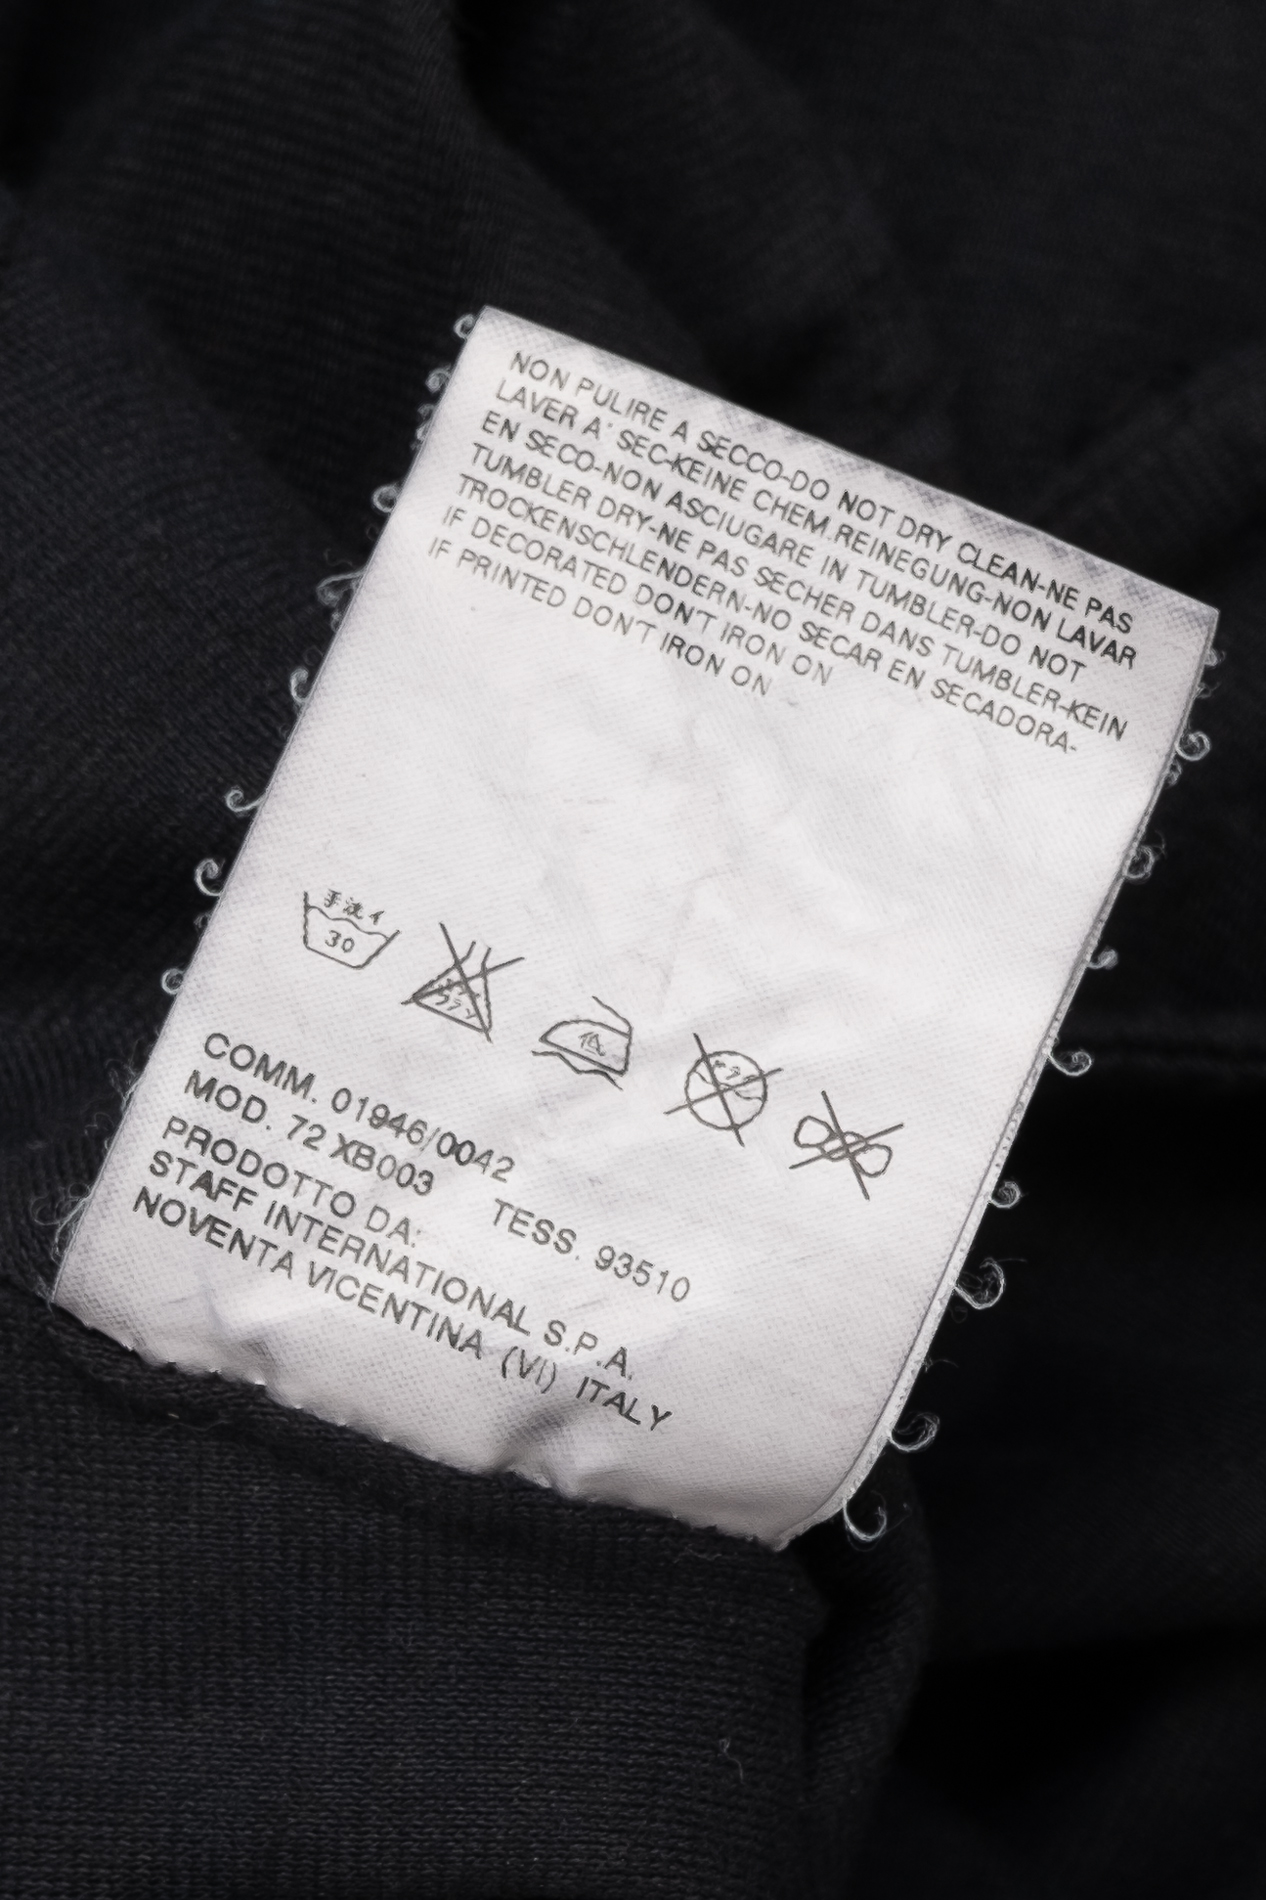 NON PULIRE A SECCO-DO NOT DRY CLEAN-NE PAS
LAVER A' SEC-KEINE CHEM.REINEGUNG-NON LAVAR
EN SECO-NON ASCIUGARE IN TUMBLER-DO NOT
TUMBLER DRY-NE PAS SECHER DANS TUMBLER-KEIN
TROCKENSCHLENDERN-NO SECAR EN SECADORA-
IF DECORATED DON'T IRON ON
IF PRINTED DON'T IRON ON
手洗イ
30
低
COMM. 01946/0042
MOD. 72 XB003 TESS. 93510
PRODOTTO DA:
STAFF INTERNATIONAL S.P.A.
NOVENTA VICENTINA (VI) ITALY